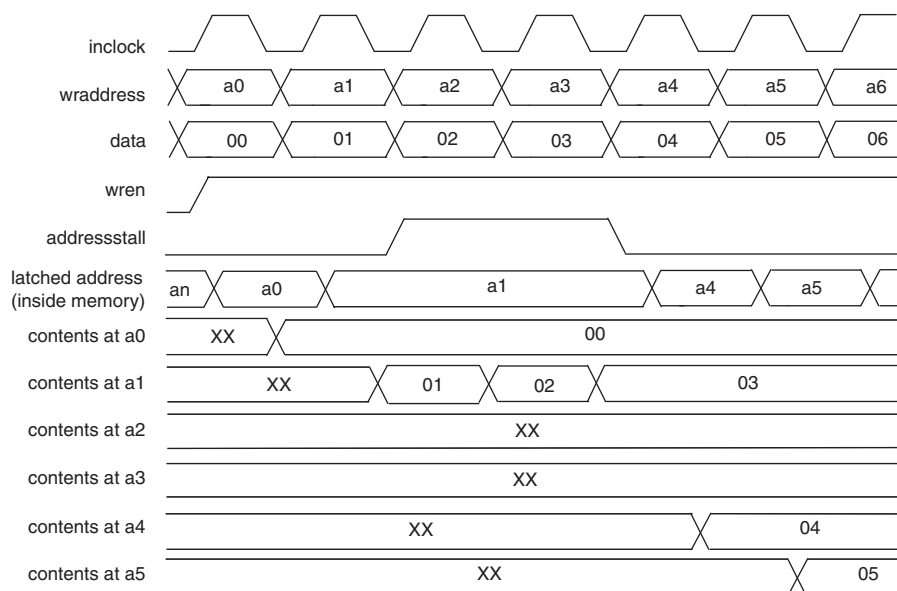 inclock
wraddress a0 a1 a2 a3 a4 a5 a6
data 00 01 02 03 04 05 06
wren
addressstall
latched address
(inside memory) an a0 a1 a4 a5
contents at a0 XX 00
contents at a1 XX 01 02 03
contents at a2 XX
contents at a3 XX
contents at a4 XX 04
contents at a5 XX 05